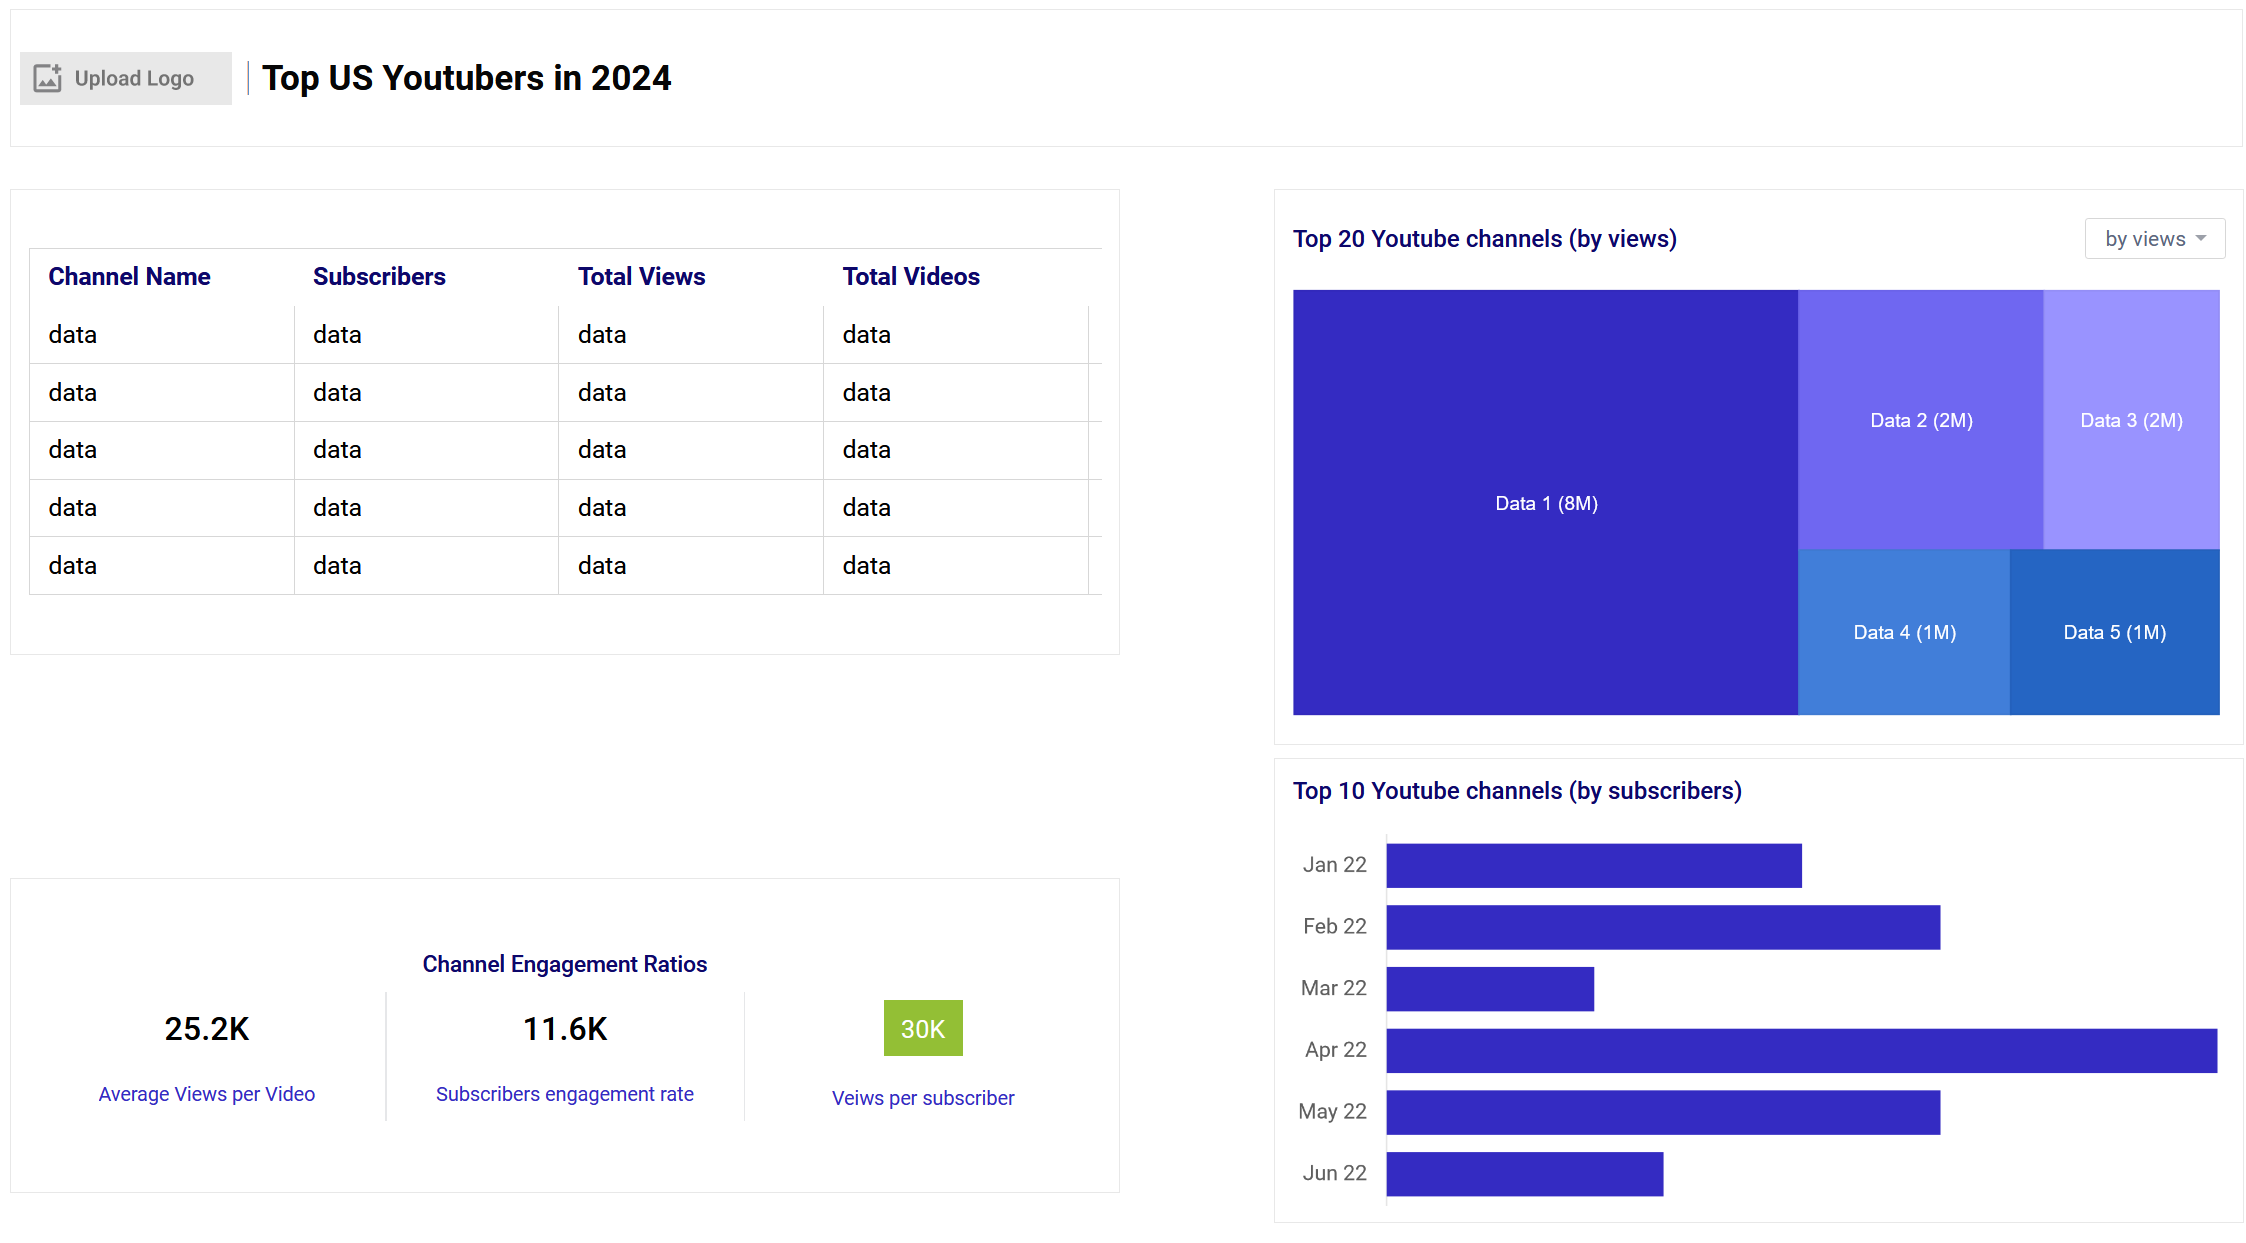 Upload Logo
Top US Youtubers in 2024
Channel Name Subscribers Total Views Total Videos
data data data data
data data data data
data data data data
data data data data
data data data data
Top 20 Youtube channels (by views)
by views
Data 1 (8M)
Data 2 (2M)
Data 3 (2M)
Data 4 (1M)
Data 5 (1M)
Channel Engagement Ratios
25.2K
Average Views per Video
11.6K
Subscribers engagement rate
30K
Veiws per subscriber
Top 10 Youtube channels (by subscribers)
Jan 22
Feb 22
Mar 22
Apr 22
May 22
Jun 22